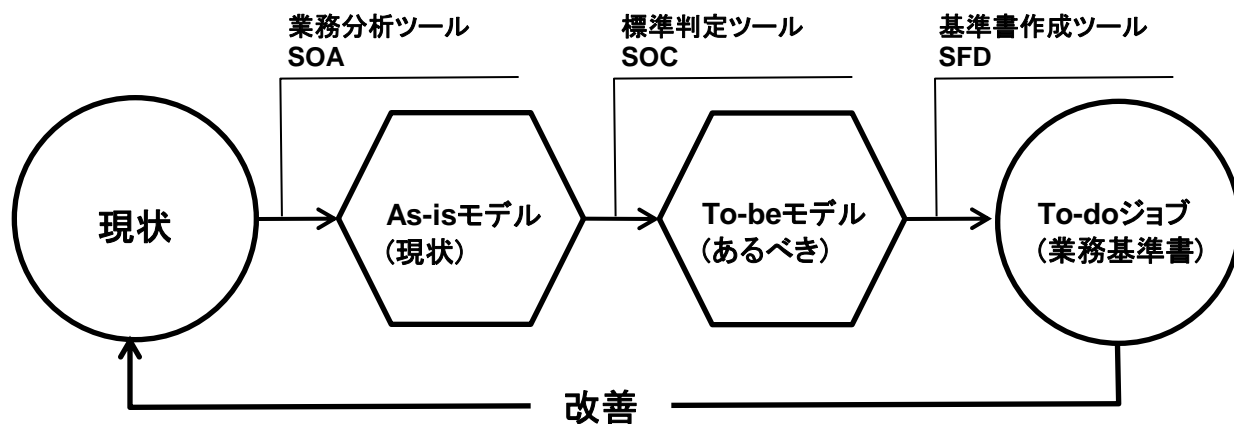 業務分析ツール
SOA
標準判定ツール
SOC
基準書作成ツール
SFD
現状
As-isモデル
(現状)
To-beモデル
(あるべき)
To-doジョブ
(業務基準書)
改善